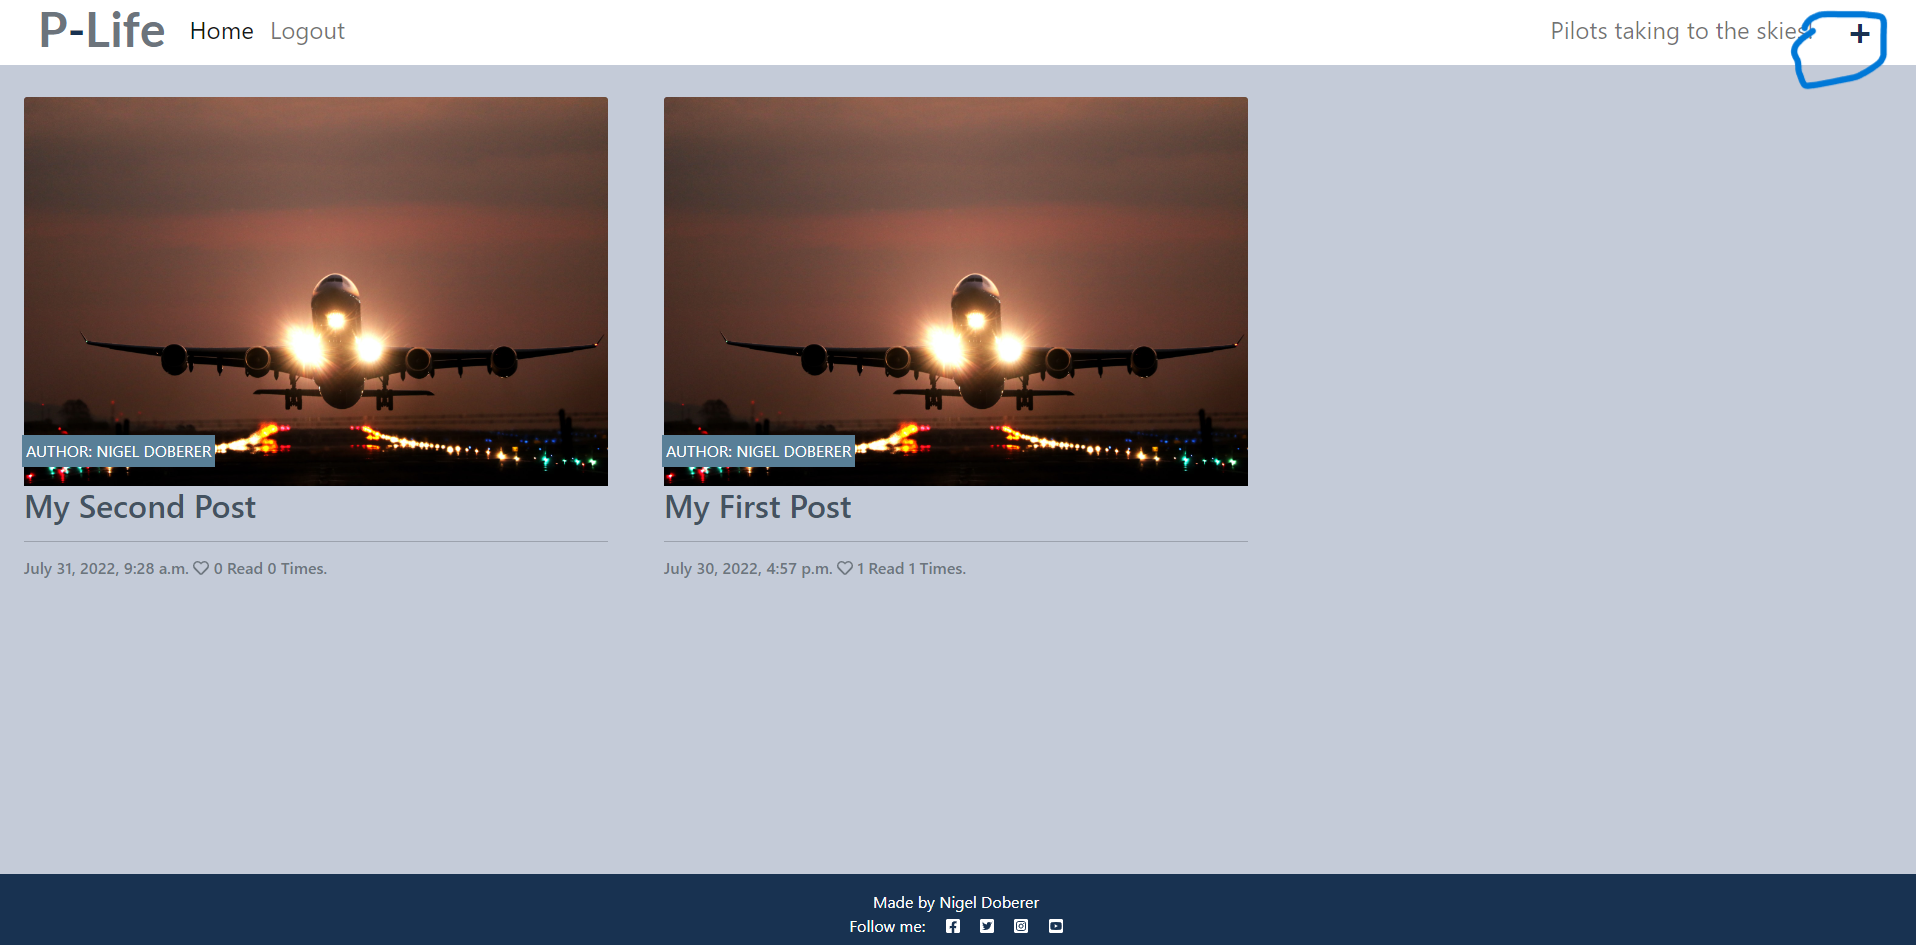 P-Life Home Logout Pilots taking to the skies!
AUTHOR: NIGEL DOBERER
My Second Post
July 31, 2022, 9:28 a.m. 0 Read 0 Times.
AUTHOR: NIGEL DOBERER
My First Post
July 30, 2022, 4:57 p.m. 1 Read 1 Times.
Made by Nigel Doberer
Follow me: